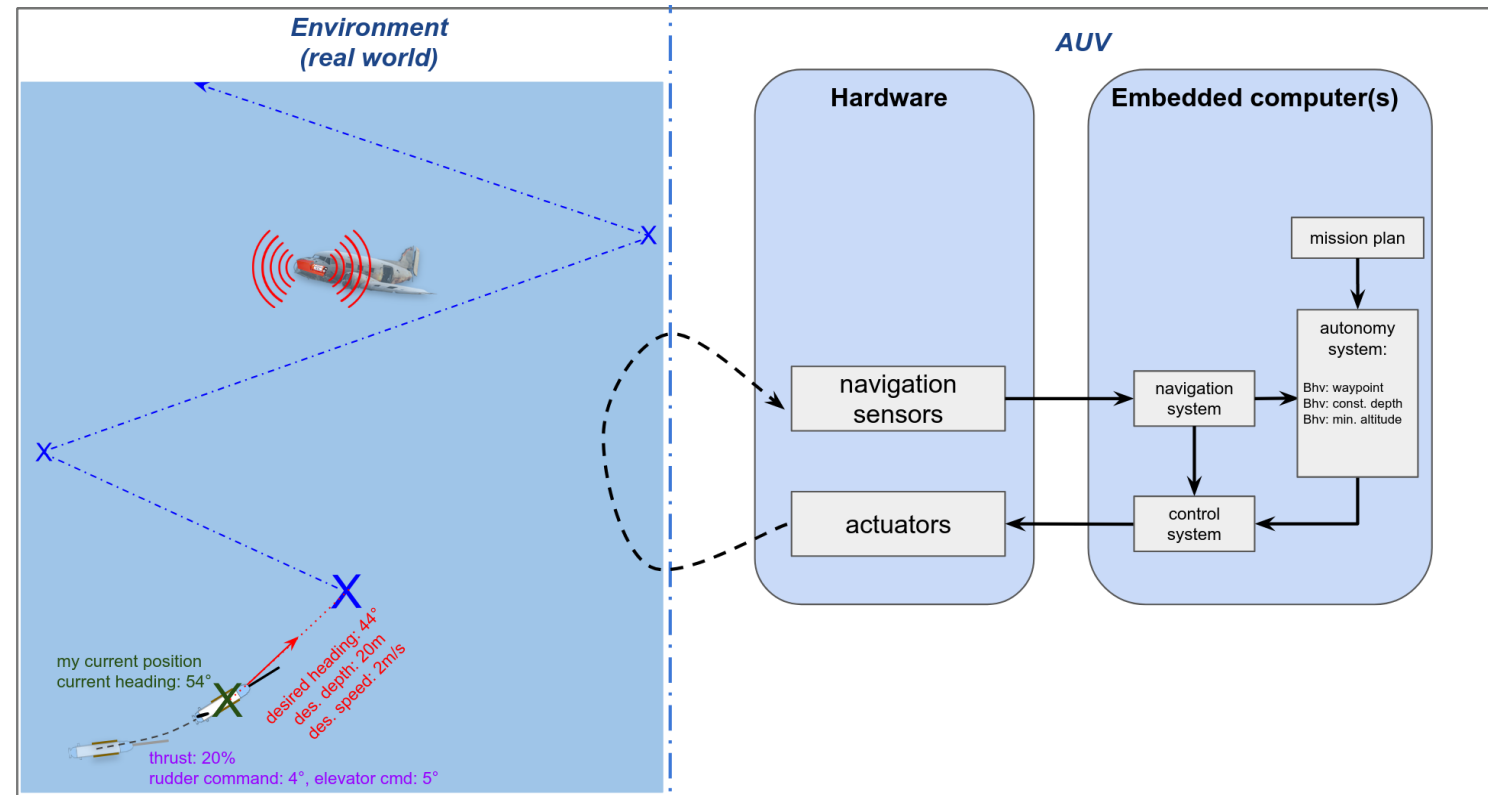 Environment
(real world)
AUV
Hardware
Embedded computer(s)
mission plan
autonomy
system:
Bhv: waypoint
Bhv: const. depth
Bhv: min. altitude
navigation
sensors
navigation
system
actuators
control
system
X
X
X
desired heading: 44°
des. depth: 20m
des. speed: 2m/s
my current position
current heading: 54°
X
thrust: 20%
rudder command: 4°, elevator cmd: 5°